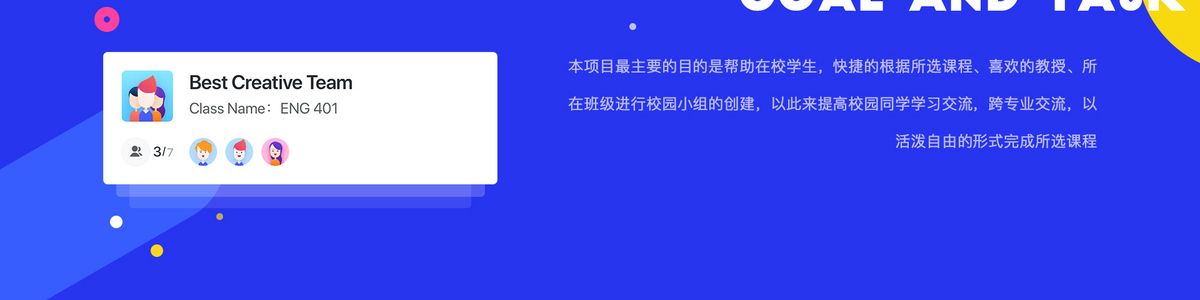 GOAL AND TASK
Best Creative Team
Class Name： ENG 401
3/7
本项目最主要的目的是帮助在校学生，快捷的根据所选课程、喜欢的教授、所
在班级进行校园小组的创建，以此来提高校园同学学习交流，跨专业交流，以
活泼自由的形式完成所选课程